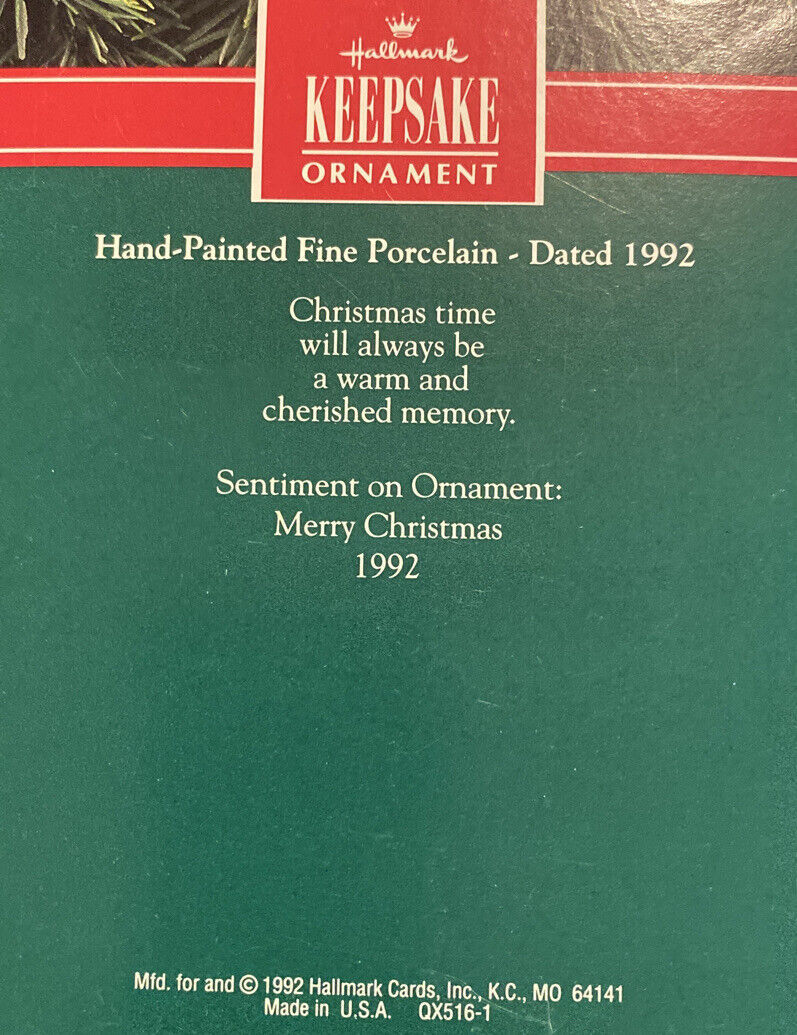 Hallmark
KEEPSAKE
ORNAMENT
Hand-Painted Fine Porcelain - Dated 1992
Christmas time
will always be
a warm and
cherished memory.
Sentiment on Ornament:
Merry Christmas
1992
Mfd. for and © 1992 Hallmark Cards, Inc., K.C., MO 64141
Made in U.S.A. QX516-1